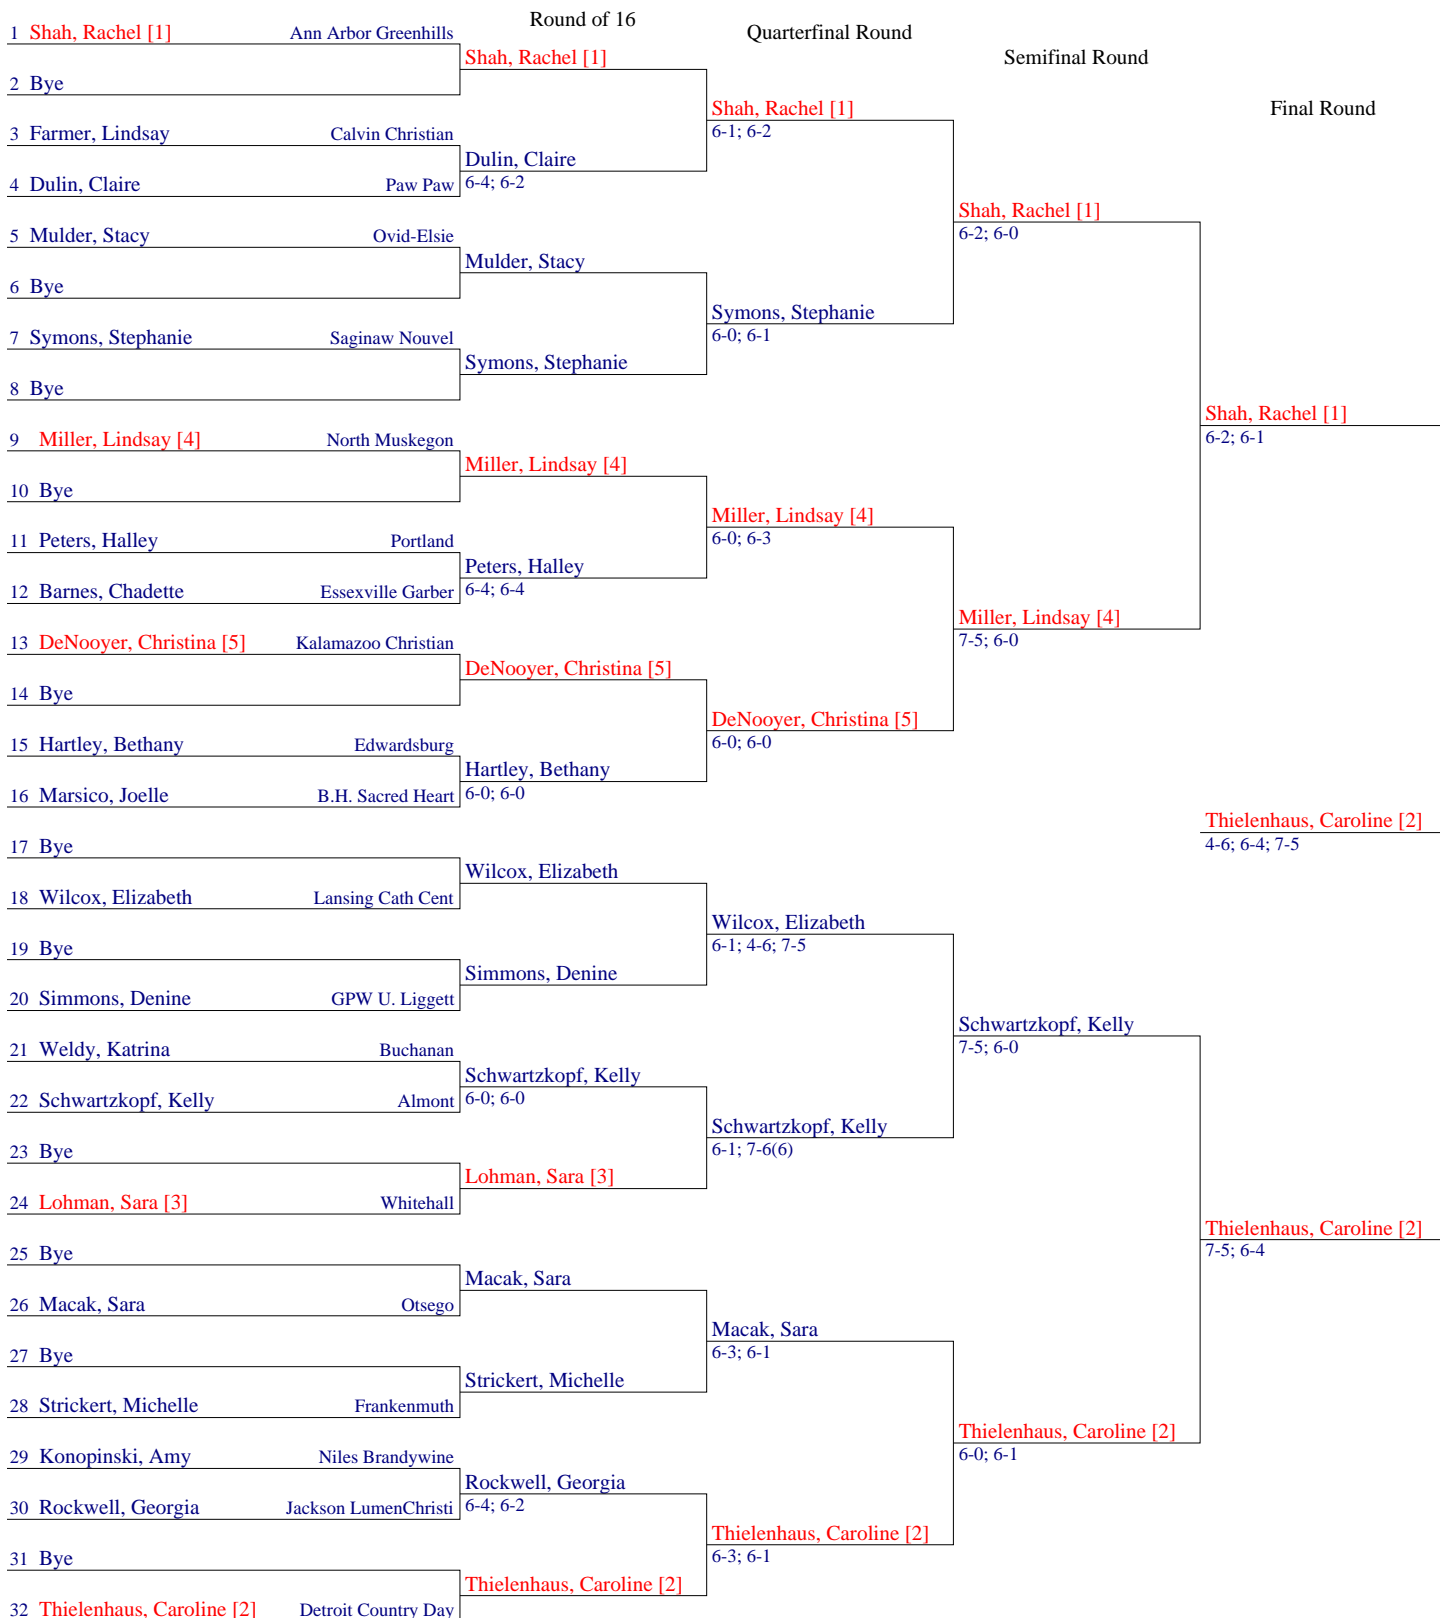 Round of 16
Quarterfinal Round
Semifinal Round
Final Round
1 Shah, Rachel [1] Ann Arbor Greenhills
2 Bye
3 Farmer, Lindsay Calvin Christian
4 Dulin, Claire Paw Paw
5 Mulder, Stacy Ovid-Elsie
6 Bye
7 Symons, Stephanie Saginaw Nouvel
8 Bye
9 Miller, Lindsay [4] North Muskegon
10 Bye
11 Peters, Halley Portland
12 Barnes, Chadette Essexville Garber
13 DeNooyer, Christina [5] Kalamazoo Christian
14 Bye
15 Hartley, Bethany Edwardsburg
16 Marsico, Joelle B.H. Sacred Heart
17 Bye
18 Wilcox, Elizabeth Lansing Cath Cent
19 Bye
20 Simmons, Denine GPW U. Liggett
21 Weldy, Katrina Buchanan
22 Schwartzkopf, Kelly Almont
23 Bye
24 Lohman, Sara [3] Whitehall
25 Bye
26 Macak, Sara Otsego
27 Bye
28 Strickert, Michelle Frankenmuth
29 Konopinski, Amy Niles Brandywine
30 Rockwell, Georgia Jackson LumenChristi
31 Bye
32 Thielenhaus, Caroline [2] Detroit Country Day
Shah, Rachel [1]
Dulin, Claire
6-4; 6-2
Mulder, Stacy
Symons, Stephanie
Miller, Lindsay [4]
Peters, Halley
6-4; 6-4
DeNooyer, Christina [5]
Hartley, Bethany
6-0; 6-0
Wilcox, Elizabeth
Simmons, Denine
Schwartzkopf, Kelly
6-0; 6-0
Lohman, Sara [3]
Macak, Sara
Strickert, Michelle
Rockwell, Georgia
6-4; 6-2
Thielenhaus, Caroline [2]
Shah, Rachel [1]
6-1; 6-2
Symons, Stephanie
6-0; 6-1
Miller, Lindsay [4]
6-0; 6-3
DeNooyer, Christina [5]
6-0; 6-0
Wilcox, Elizabeth
6-1; 4-6; 7-5
Schwartzkopf, Kelly
6-1; 7-6(6)
Macak, Sara
6-3; 6-1
Thielenhaus, Caroline [2]
6-3; 6-1
Shah, Rachel [1]
6-2; 6-0
Miller, Lindsay [4]
7-5; 6-0
Schwartzkopf, Kelly
7-5; 6-0
Thielenhaus, Caroline [2]
6-0; 6-1
Shah, Rachel [1]
6-2; 6-1
Thielenhaus, Caroline [2]
4-6; 6-4; 7-5
Thielenhaus, Caroline [2]
7-5; 6-4